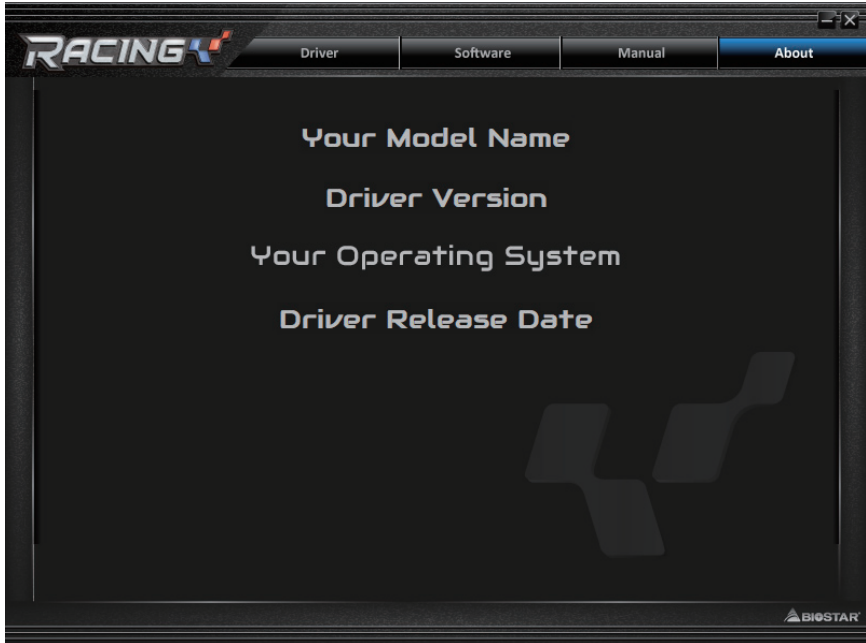 RACING
Driver Software Manual About
Your Model Name
Driver Version
Your Operating System
Driver Release Date
BIOSTAR